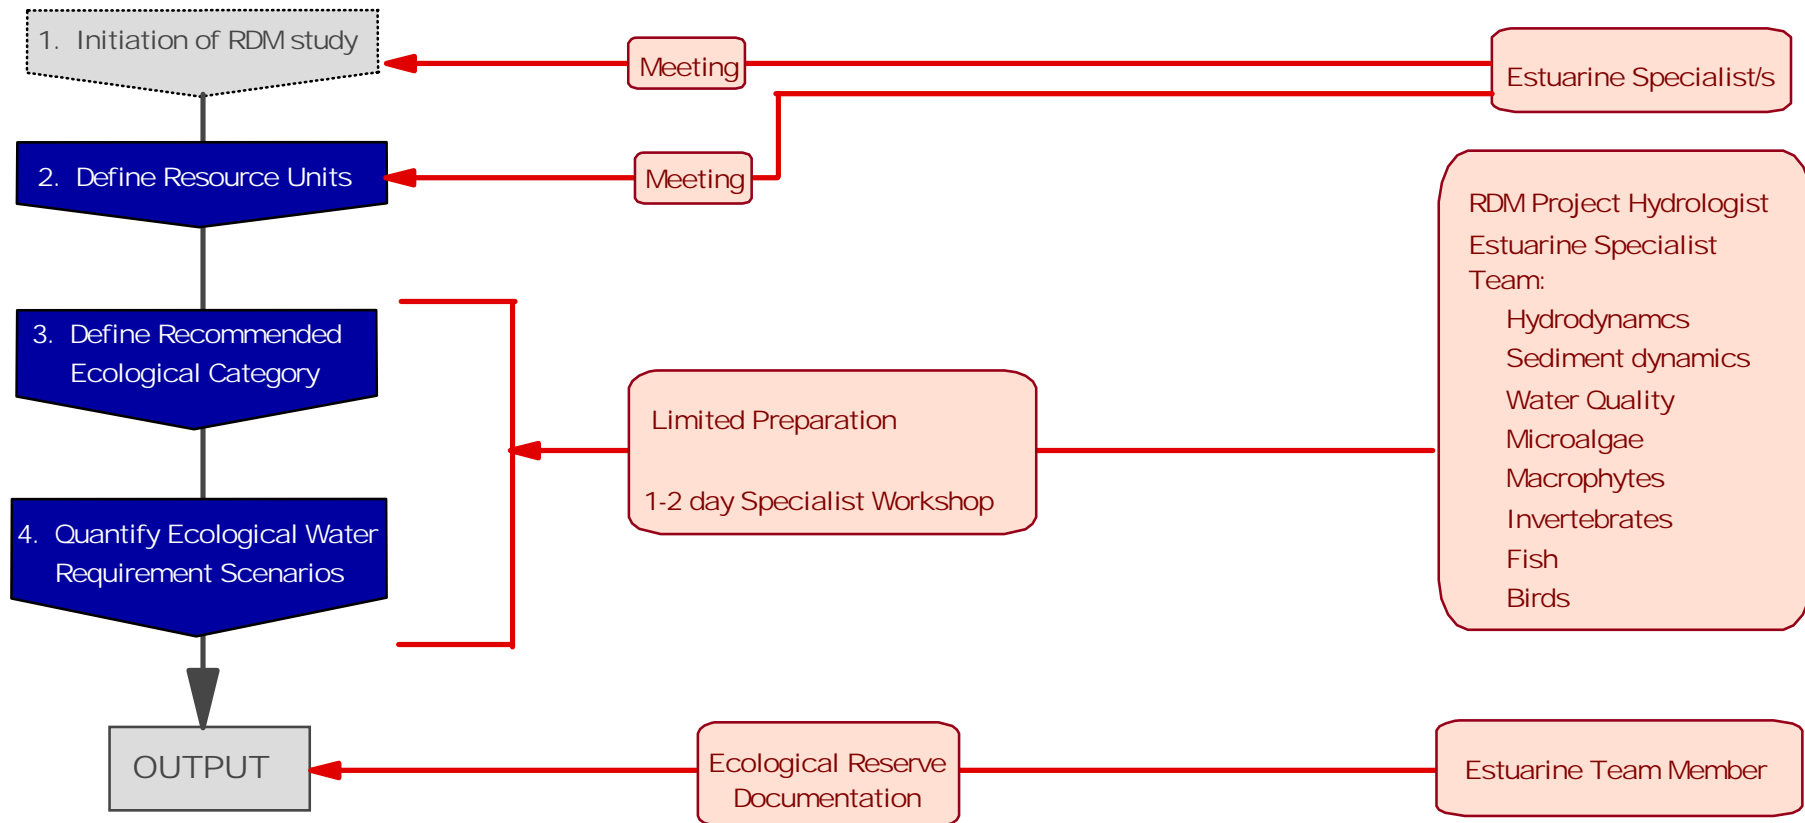 1. Initiation of RDM study
Meeting
Estuarine Specialist/s
2. Define Resource Units
Meeting
RDM Project Hydrologist
Estuarine Specialist
Team:
Hydrodynamcs
Sediment dynamics
Water Quality
Microalgae
Macrophytes
Invertebrates
Fish
Birds
3. Define Recommended
Ecological Category
Limited Preparation
1-2 day Specialist Workshop
4. Quantify Ecological Water
Requirement Scenarios
OUTPUT
Ecological Reserve
Documentation
Estuarine Team Member